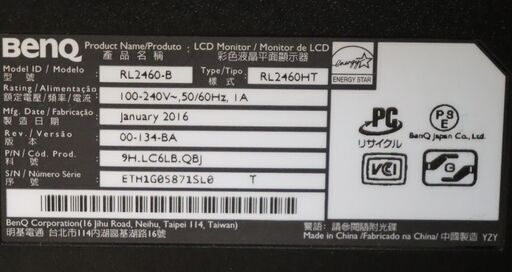 BenQ
Product Name/Produto : LCD Monitor / Monitor de LCD
產品名稱 彩色液晶平面顯示器
Model ID / Modelo : RL2460-B Type/Tipo: RL2460HT
型號 樣式
ENERGY STAR
Rating / Alimentação : 100-240V~,50/60Hz, 1A
額定電壓/頻率/電流
Mfg. Date / Fabricação : January 2016
製造日期
Rev. / Versão : 00-134-BA
版本
P/N / Cód. Prod. : 9H.LC6LB.QBJ
料號
S/N / Número Série : ETH1G05871SL0 T
序號
PC
リサイクル
PSE
BenQ Japan Co., Ltd.
VCI
BenQ Corporation(16 Jihu Road, Neihu, Taipei 114, Taiwan)
明基電通 台北市114內湖區基湖路16號
警語: 請參閱隨附光碟
Made in China /Fabricado na China / 中國製造 YZY